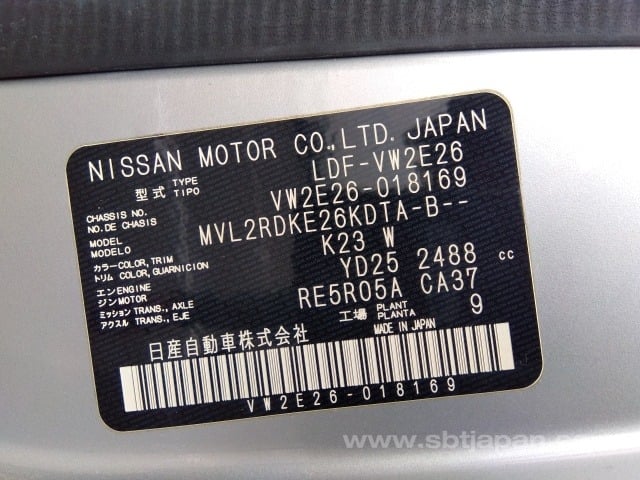 NISSAN MOTOR CO.,LTD. JAPAN
型式 TYPE TIPO LDF-VW2E26
CHASSIS NO. NO. DE CHASIS VW2E26-018169
MODEL MODELO MVL2RDKE26KDTA-B--
カラー COLOR, TRIM トリム COLOR, GUARNICION K23 W
エンジン ENGINE MOTOR YD25 2488 cc
ミッション TRANS., AXLE アクスル TRANS., EJE RE5R05A CA37
工場 PLANT PLANTA 9
日産自動車株式会社 MADE IN JAPAN
VW2E26-018169
www.sbtjapan.c